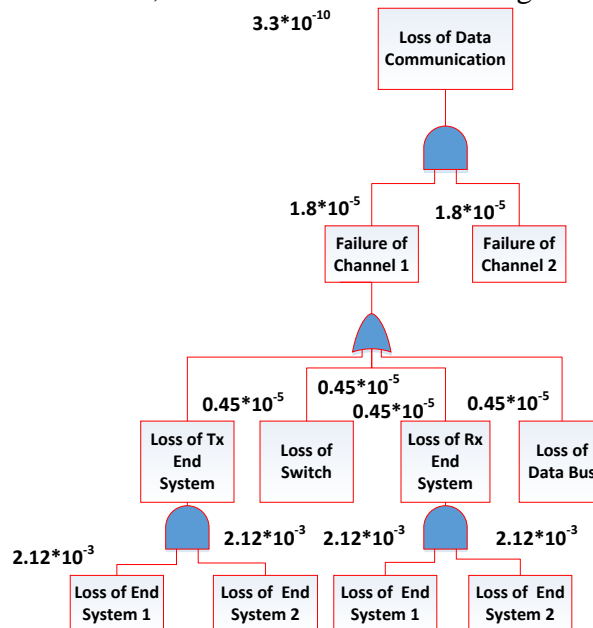 3.3*10-10
Loss of Data
Communication
1.8*10-5
1.8*10-5
Failure of
Channel 1
Failure of
Channel 2
0.45*10-5
0.45*10-5
0.45*10-5
0.45*10-5
Loss of Tx
End
System
Loss of
Switch
Loss of Rx
End
System
Loss of
Data Bus
2.12*10-3
2.12*10-3
2.12*10-3
2.12*10-3
Loss of End
System 1
Loss of End
System 2
Loss of End
System 1
Loss of End
System 2